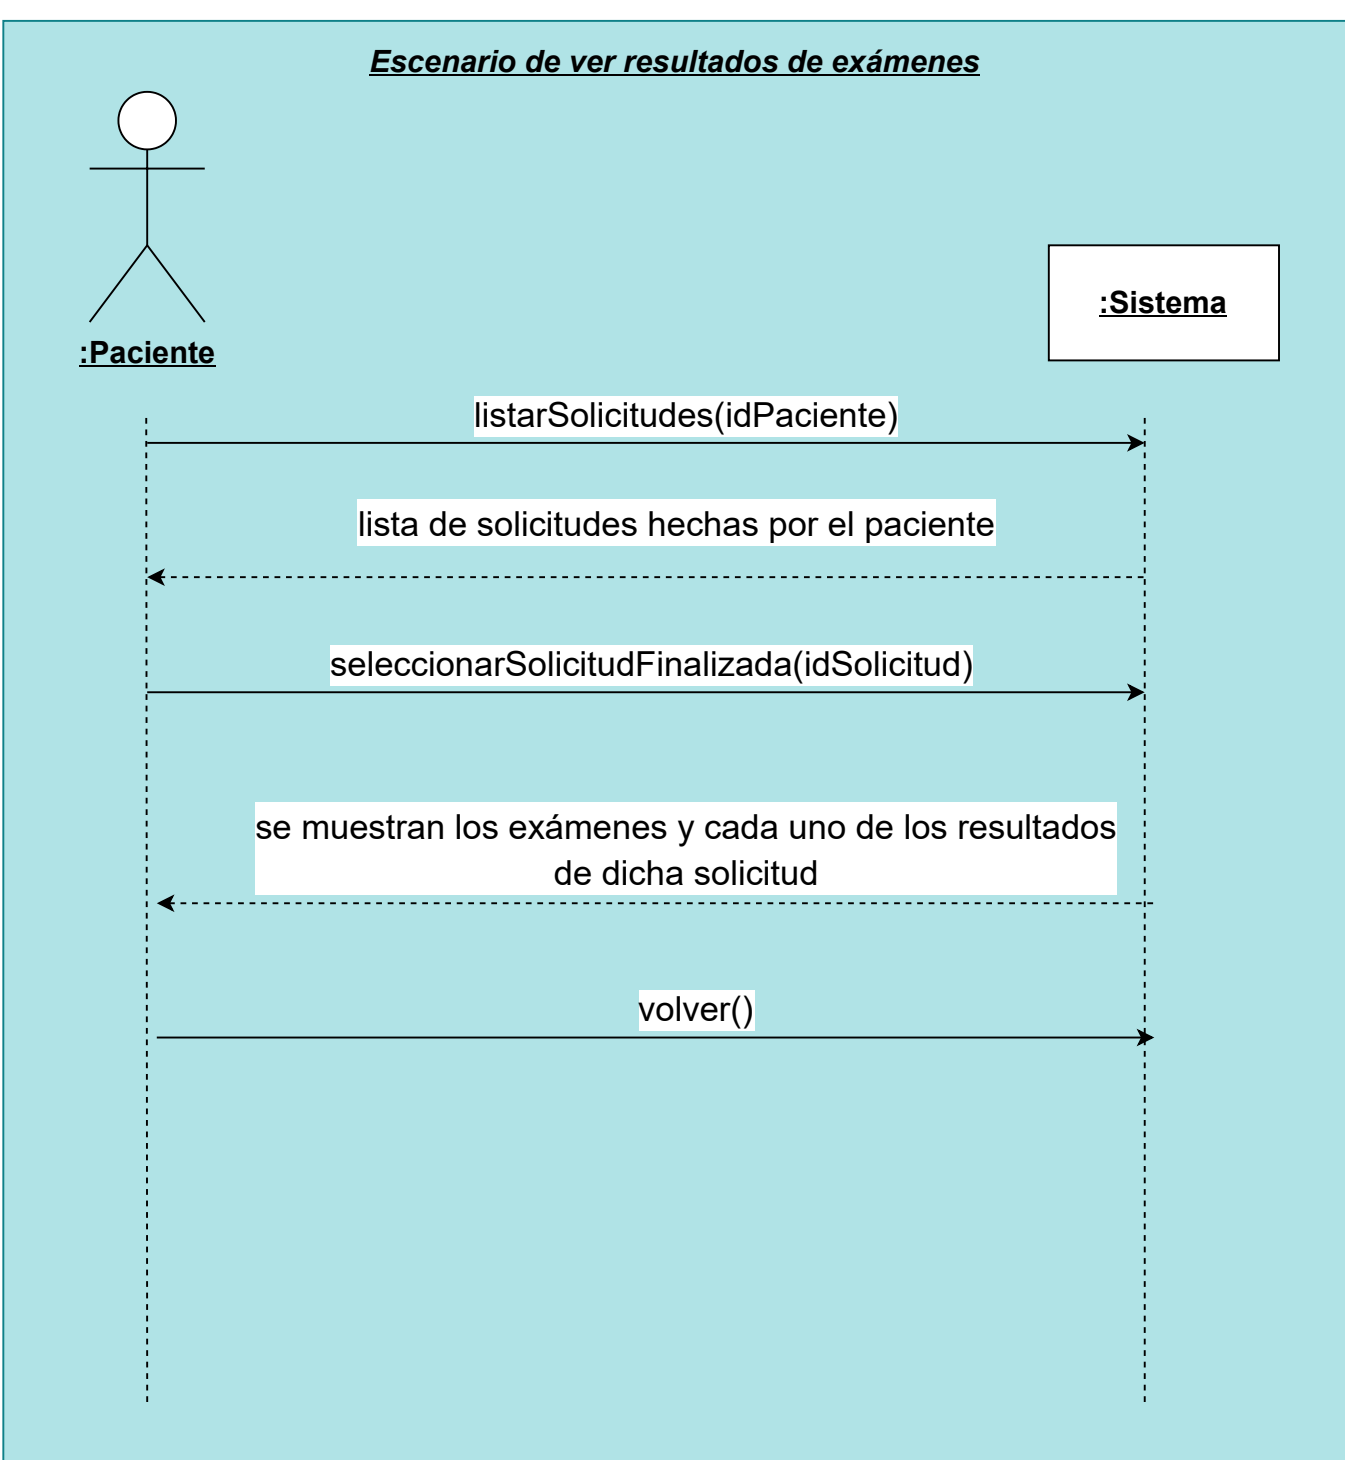 Escenario de ver resultados de exámenes
:Sistema
:Paciente
listarSolicitudes(idPaciente)
lista de solicitudes hechas por el paciente
seleccionarSolicitudFinalizada(idSolicitud)
se muestran los exámenes y cada uno de los resultados
de dicha solicitud
volver()